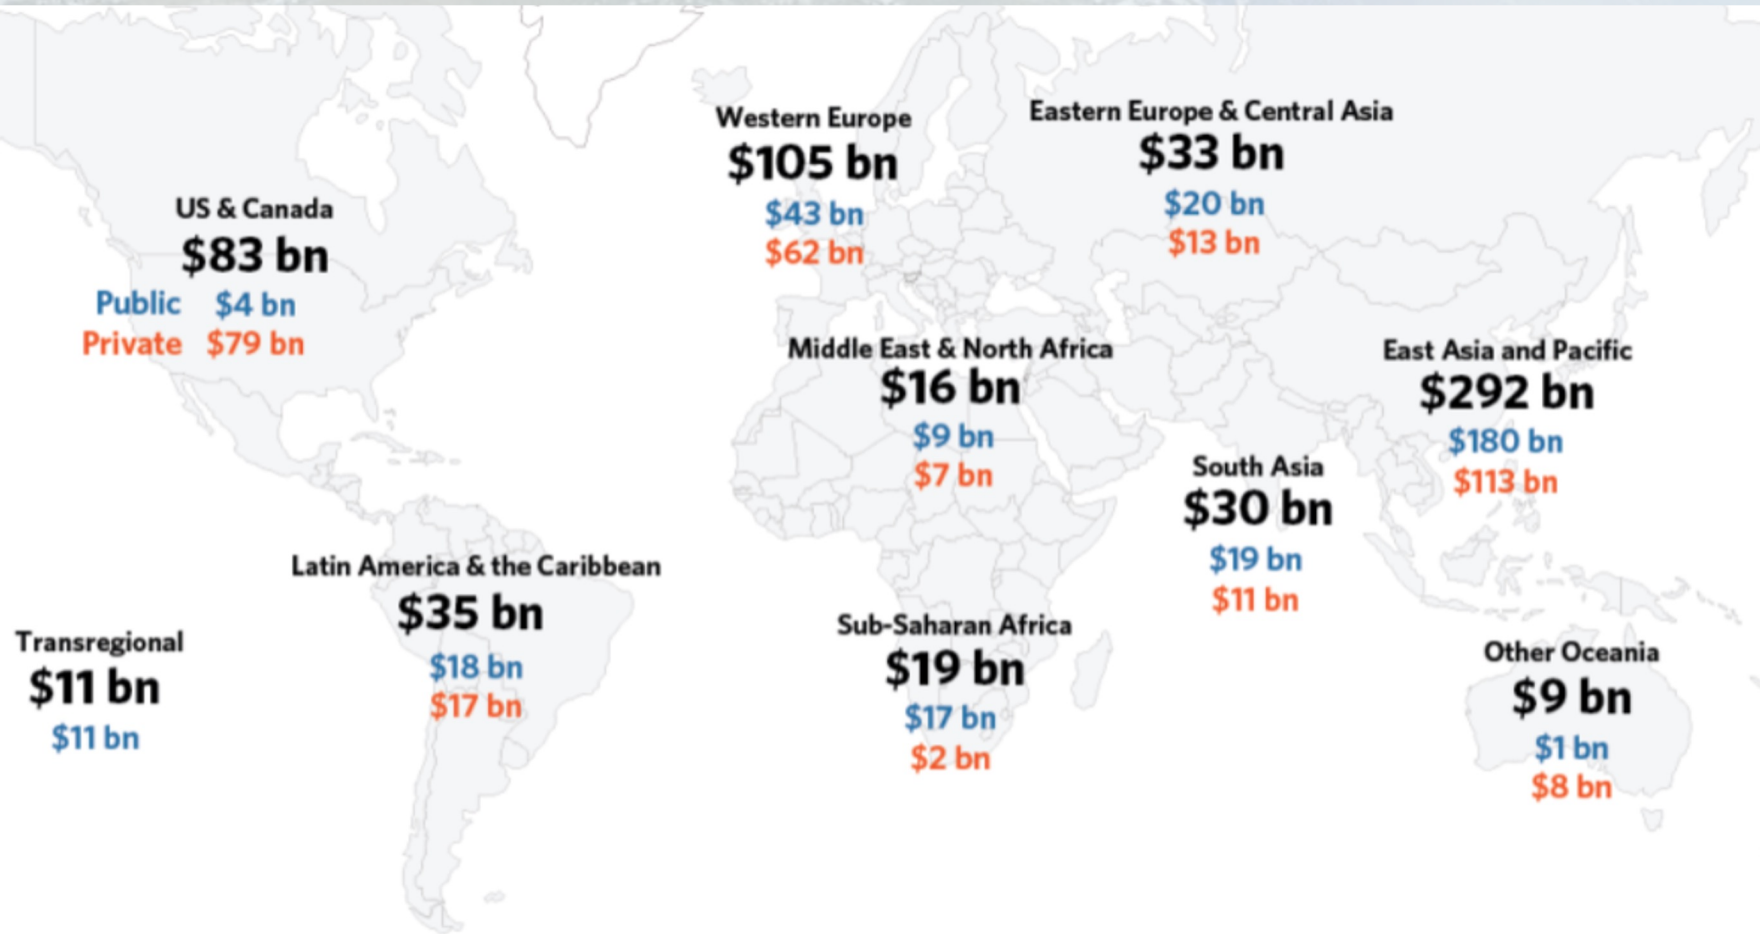 US & Canada
$83 bn
Public $4 bn
Private $79 bn
Western Europe
$105 bn
$43 bn
$62 bn
Eastern Europe & Central Asia
$33 bn
$20 bn
$13 bn
Middle East & North Africa
$16 bn
$9 bn
$7 bn
East Asia and Pacific
$292 bn
$180 bn
$113 bn
South Asia
$30 bn
$19 bn
$11 bn
Latin America & the Caribbean
$35 bn
$18 bn
$17 bn
Transregional
$11 bn
$11 bn
Sub-Saharan Africa
$19 bn
$17 bn
$2 bn
Other Oceania
$9 bn
$1 bn
$8 bn